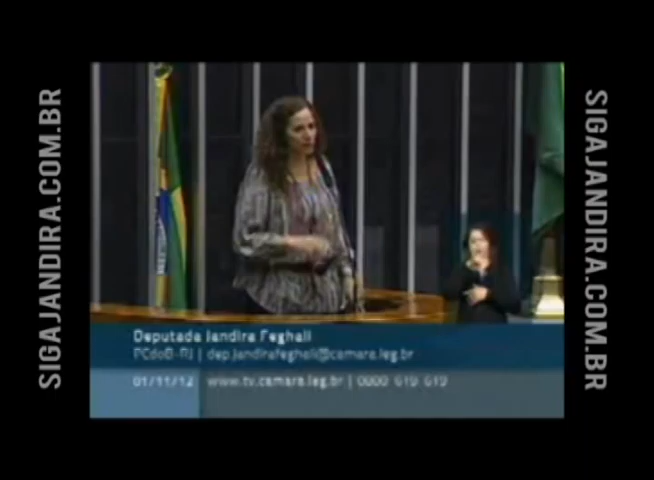 SIGAJANDIRA.COM.BR
Deputada Jandira Feghali
PCdoB-RJ | dep.jandirafeghali@camara.leg.br
01/11/12 www.tv.camara.leg.br | 0800 619 619
SIGAJANDIRA.COM.BR